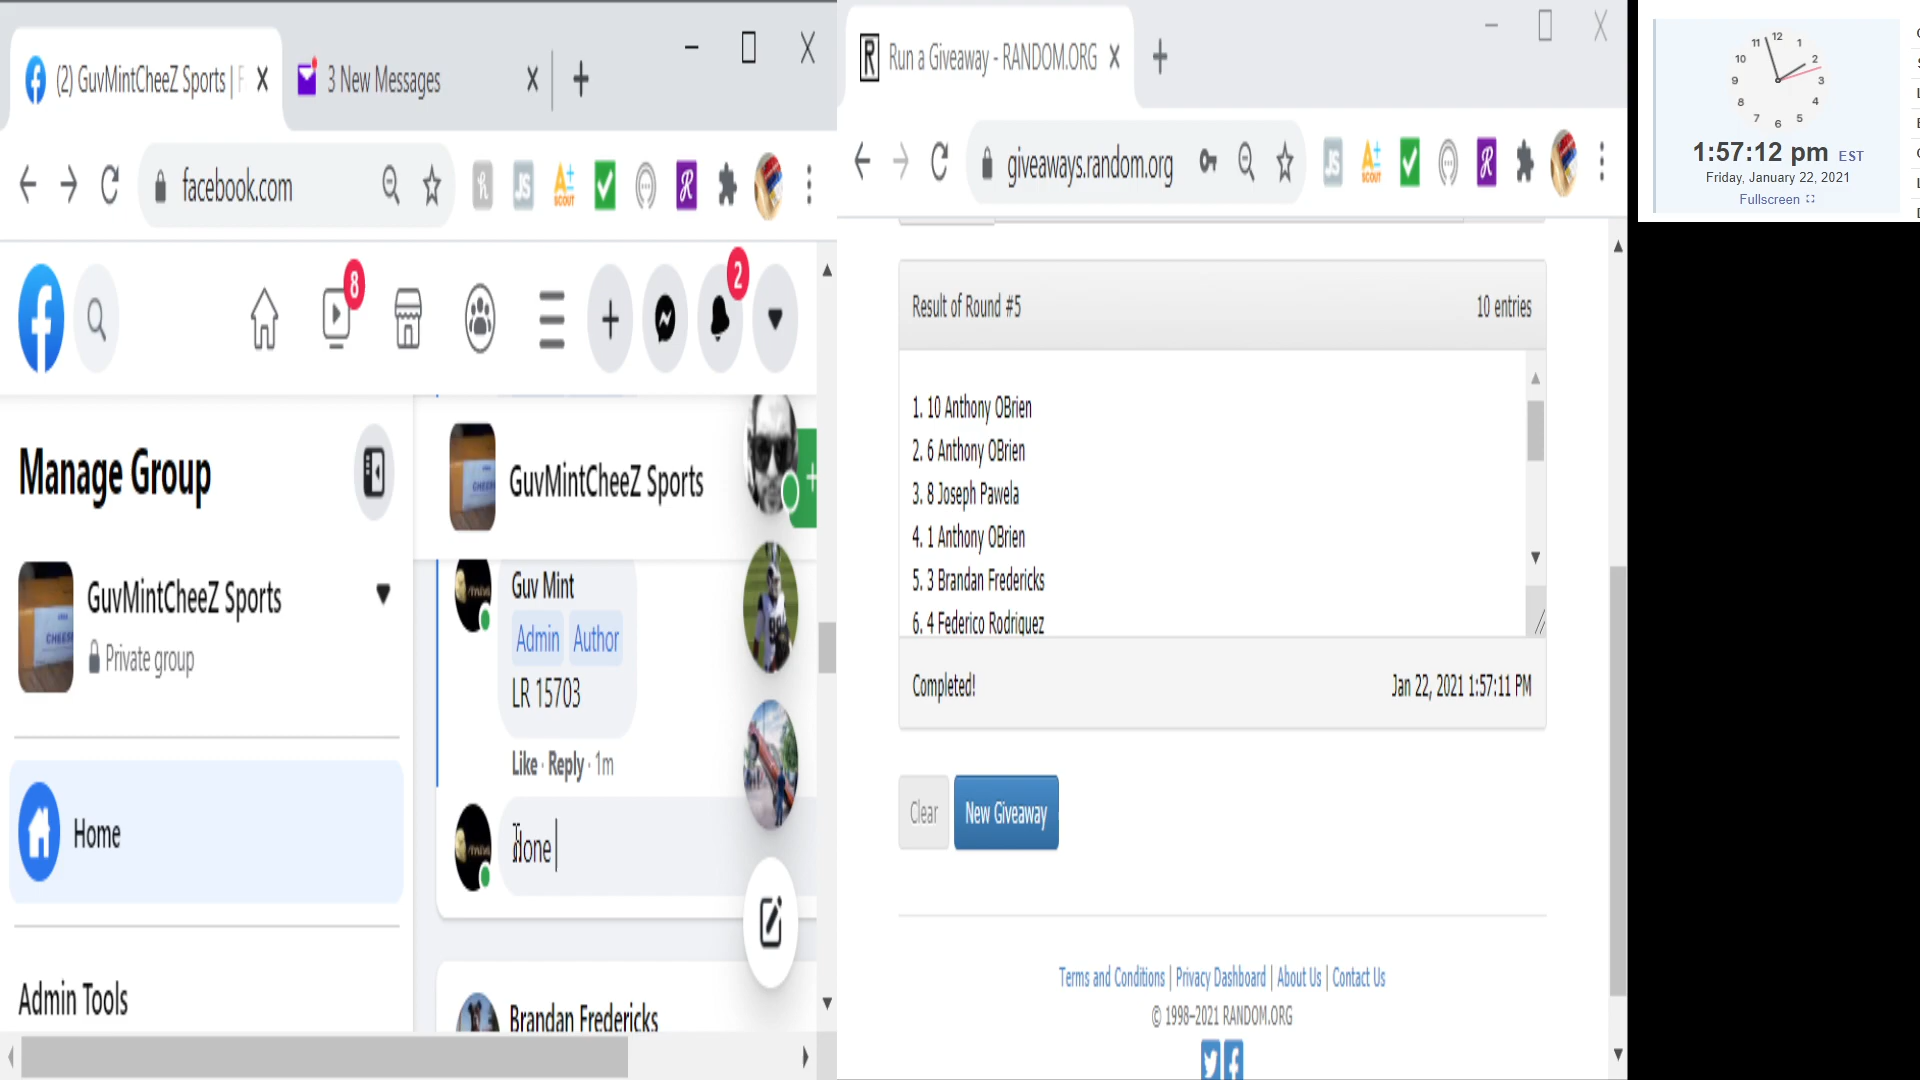 (2) GuvMintCheeZ Sports | F
3 New Messages
facebook.com
8
2
Manage Group
GuvMintCheeZ Sports
Private group
Home
Admin Tools
GuvMintCheeZ Sports
Guv Mint
Admin Author
LR 15703
Like · Reply · 1m
done
Brandan Fredericks
Run a Giveaway - RANDOM.ORG
giveaways.random.org
Result of Round #5
10 entries
1. 10 Anthony OBrien
2. 6 Anthony OBrien
3. 8 Joseph Pawela
4. 1 Anthony OBrien
5. 3 Brandan Fredericks
6. 4 Federico Rodriguez
Completed!
Jan 22, 2021 1:57:11 PM
Clear
New Giveaway
Terms and Conditions | Privacy Dashboard | About Us | Contact Us
© 1998–2021 RANDOM.ORG
12
1
2
3
4
5
6
7
8
9
10
11
1:57:12 pm EST
Friday, January 22, 2021
Fullscreen